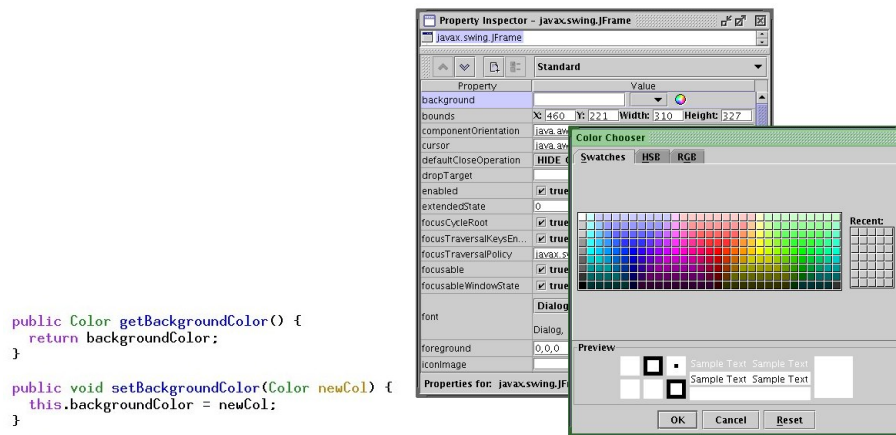 Property Inspector - javax.swing.JFrame
javax.swing.JFrame
Standard
Property Value
background
bounds X: 460 Y: 221 Width: 310 Height: 327
componentOrientation java.aw
cursor java.aw
defaultCloseOperation HIDE
dropTarget
enabled true
extendedState 0
focusCycleRoot true
focusTraversalKeysEn... true
focusTraversalPolicy javax.s
focusable true
focusableWindowState true
font Dialog
Dialog,
foreground 0,0,0
iconImage
Properties for: javax.swing.JF
Color Chooser
Swatches HSB RGB
Recent:
Preview
Sample Text Sample Text
Sample Text Sample Text
OK Cancel Reset
public Color getBackgroundColor() {
return backgroundColor;
}
public void setBackgroundColor(Color newCol) {
this.backgroundColor = newCol;
}